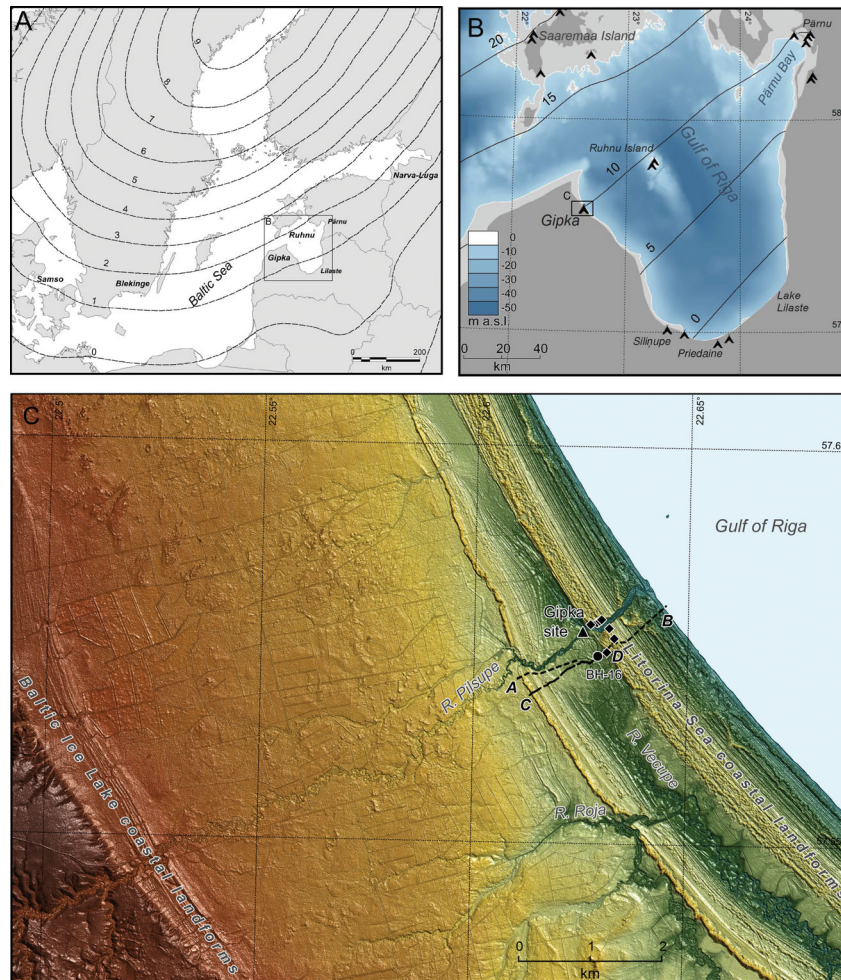 A
9
8
7
6
5
4
3
2
1
0
Narva-Luga
B
Pärnu
Ruhnu
Gipka
Lilaste
Samso
Blekinge
Baltic Sea
0 200
km
B
22°
23°
24°
Pärnu
20
Saaremaa Island
15
Pärnu Bay
58
Ruhnu Island
10
Gulf of Riga
C
Gipka
5
0
0
-10
-20
-30
-40
-50
m a.s.l
Lake
Lilaste
57
Siliņupe
Priedaine
0 20 40
km
C
22.5°
22.55°
22.6°
22.65°
57.6
Gulf of Riga
Gipka
site
B
D
BH-16
A
C
R. Pilsupe
R. Vecupe
R. Roja
Litorina Sea coastal landforms
Baltic Ice Lake coastal landforms
0 1 2
km